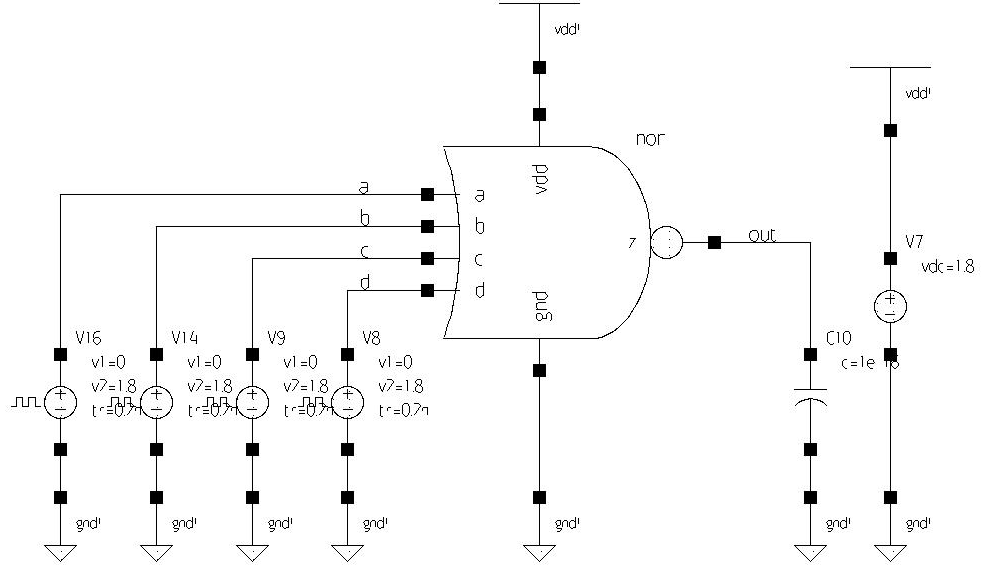 vdd!
vdd!
nor
vdd
a
a
b
b
c
c
d
d
out
gnd
V7
vdc=1.8
V16
v1=0
v2=1.8
V14
v1=0
v2=1.8
V9
v1=0
v2=1.8
V8
v1=0
v2=1.8
C10
gnd!
gnd!
gnd!
gnd!
gnd!
gnd!
gnd!